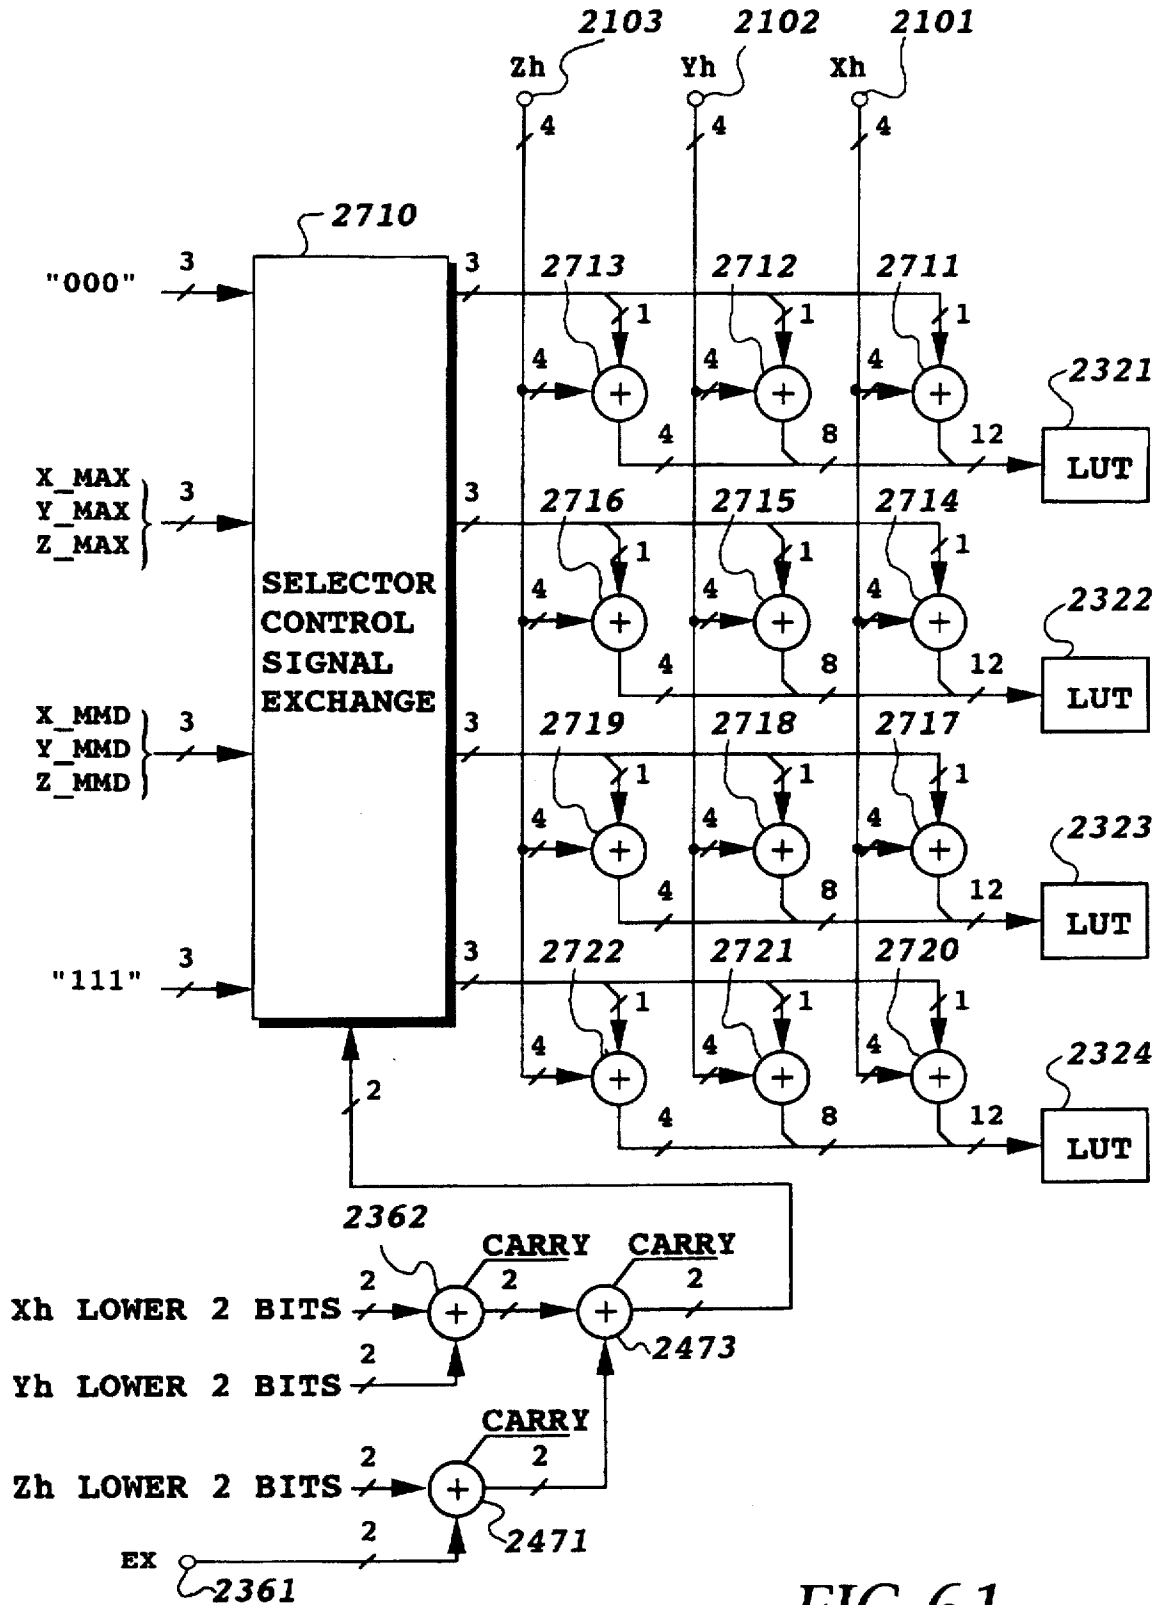 2103 2102 2101
Zh Yh Xh
4 4 4
2710
"000" 3 3 2713 2712 2711
1 1 1
4 4 4 2321
4 8 12 LUT
X_MAX
Y_MAX 3 3 2716 2715 2714
Z_MAX
1 1 1
4 4 4 2322
4 8 12 LUT
SELECTOR
CONTROL
SIGNAL
EXCHANGE
X_MMD
Y_MMD 3 3 2719 2718 2717
Z_MMD
1 1 1
4 4 4 2323
4 8 12 LUT
"111" 3 3 2722 2721 2720
1 1 1
4 4 4 2324
4 8 12 LUT
2
2362 CARRY CARRY
Xh LOWER 2 BITS 2 + 2 + 2
2473
Yh LOWER 2 BITS 2
CARRY
Zh LOWER 2 BITS 2 + 2
2471
EX 2
2361
FIG.61